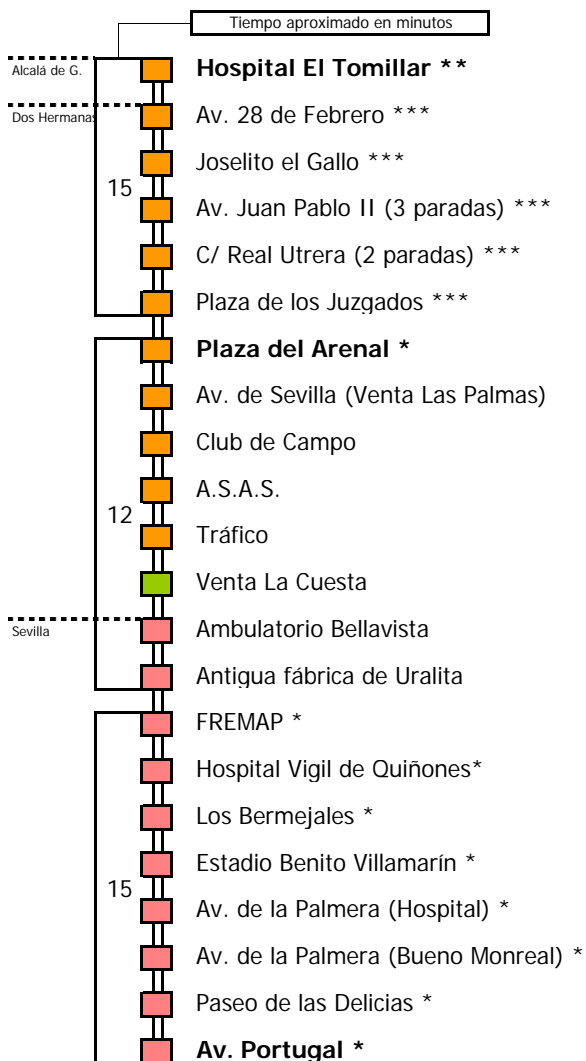 Tiempo aproximado en minutos
Alcalá de G.
Hospital El Tomillar **
Dos Hermanas
Av. 28 de Febrero ***
Joselito el Gallo ***
15
Av. Juan Pablo II (3 paradas) ***
C/ Real Utrera (2 paradas) ***
Plaza de los Juzgados ***
Plaza del Arenal *
Av. de Sevilla (Venta Las Palmas)
Club de Campo
A.S.A.S.
12
Tráfico
Venta La Cuesta
Sevilla
Ambulatorio Bellavista
Antigua fábrica de Uralita
FREMAP *
Hospital Vigil de Quiñones*
Los Bermejales *
Estadio Benito Villamarín *
15
Av. de la Palmera (Hospital) *
Av. de la Palmera (Bueno Monreal) *
Paseo de las Delicias *
Av. Portugal *